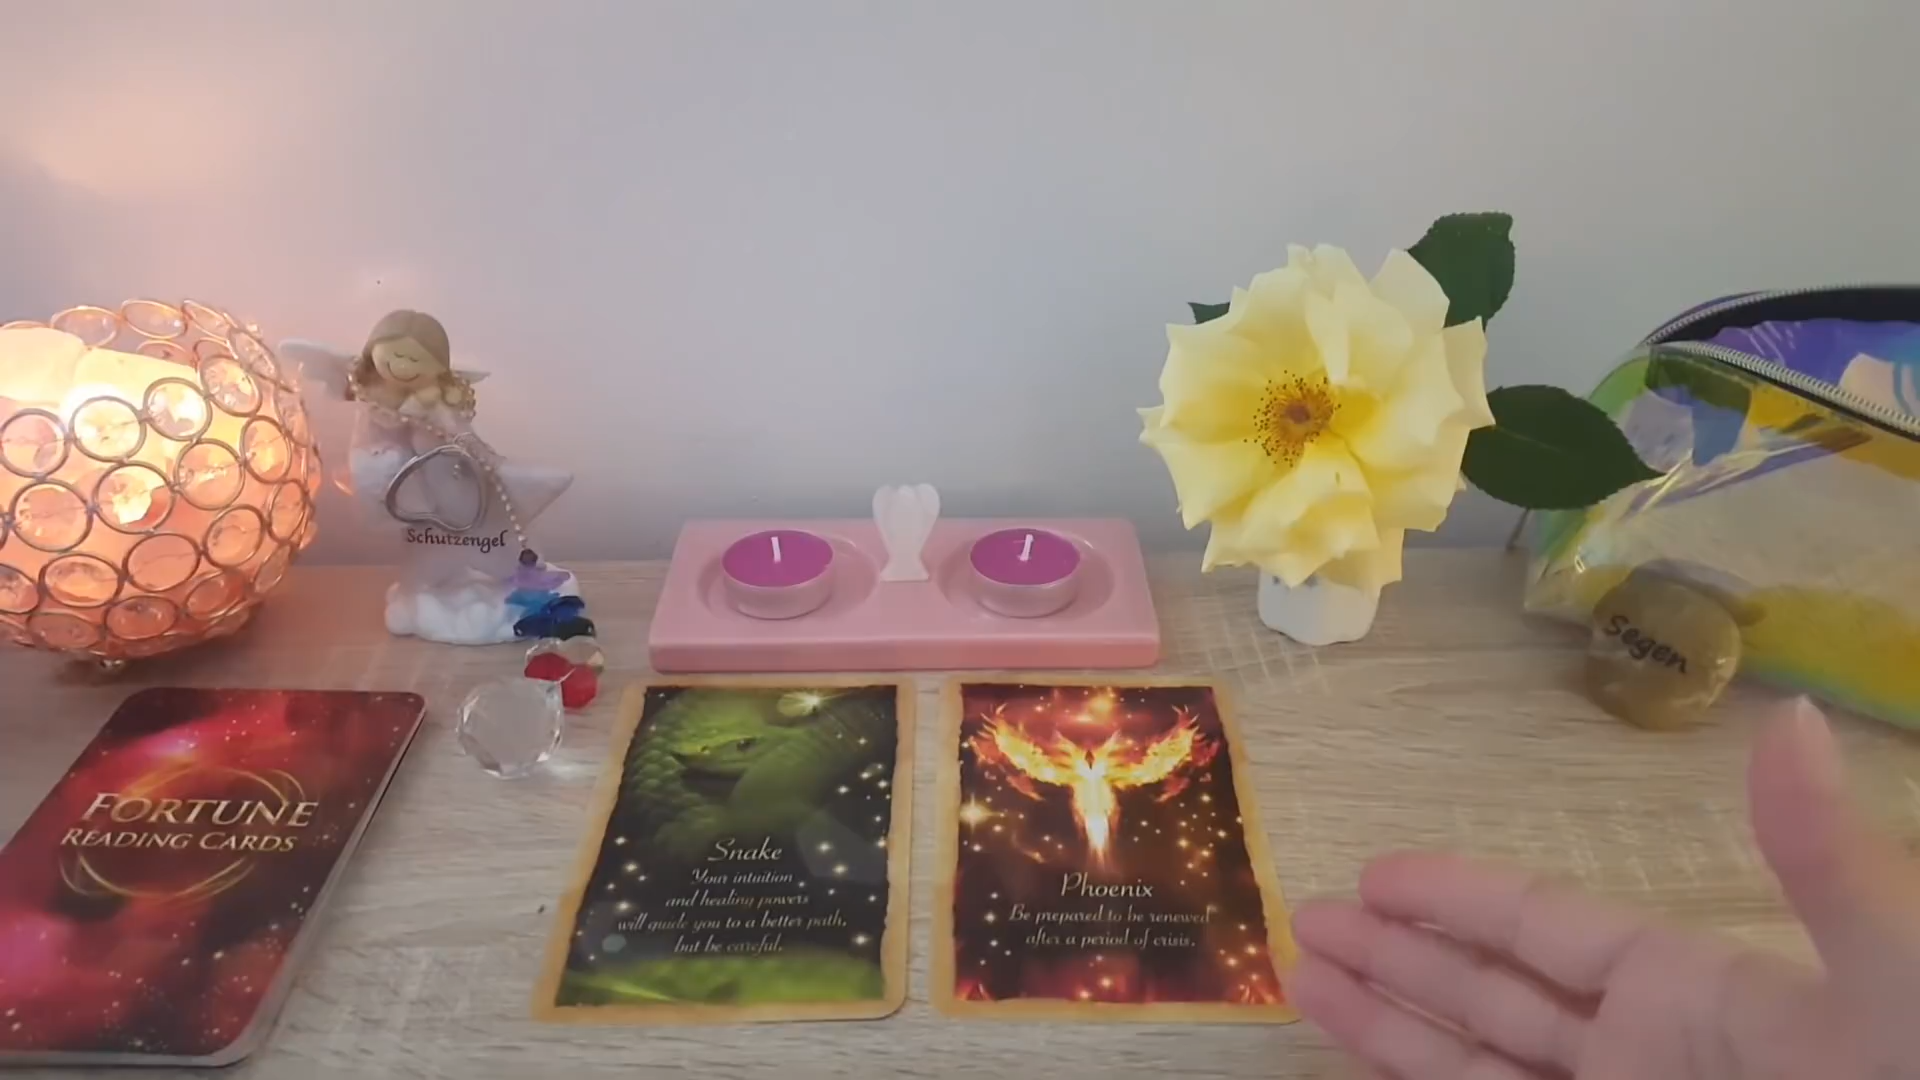 Schutzengel
Segen
FORTUNE
READING CARDS
Snake
Your intuition
and healing powers
will guide you to a better path,
but be careful.
Phoenix
Be prepared to be renewed
after a period of crisis.